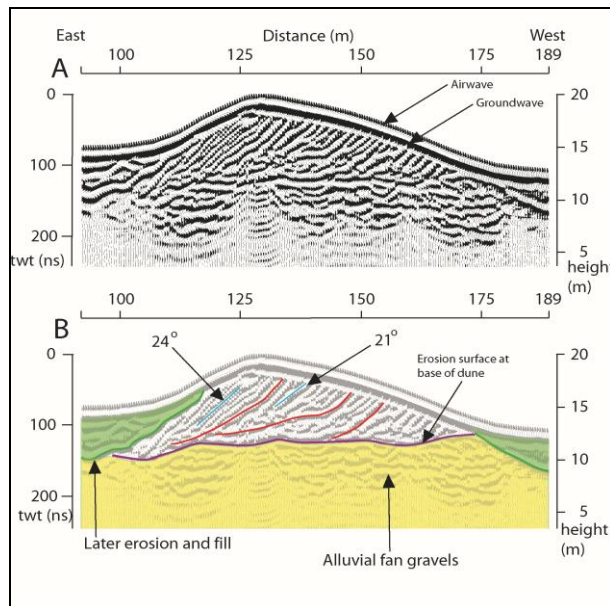 East Distance (m) West
100 125 150 175 189
A
Airwave
Groundwave
0 20
15
100
10
200
5
twt (ns) height
(m)
100 125 150 175 189
B
24° 21°
Erosion surface at
base of dune
0 20
100 15
10
200
twt (ns) 5
height
(m)
Later erosion and fill Alluvial fan gravels